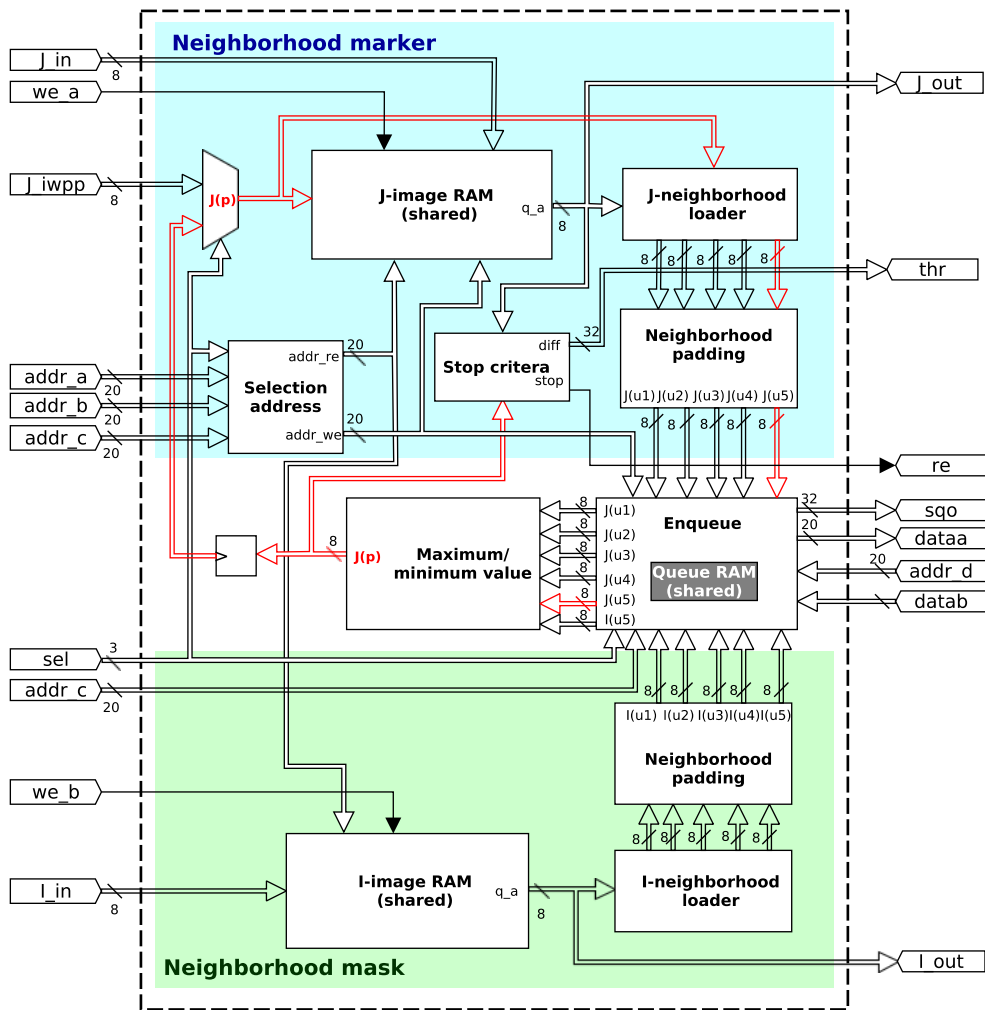 Neighborhood marker
J_in
8
we_a
J_out
J_iwpp
8
J(p)
J-image RAM
(shared)
q_a
8
J-neighborhood
loader
8
8
8
8
8
thr
addr_a
20
addr_b
20
addr_c
20
Selection
address
addr_re
20
addr_we
20
Stop critera
diff
32
stop
Neighborhood
padding
J(u1) J(u2) J(u3) J(u4) J(u5)
8
8
8
8
8
re
J(p)
8
Maximum/
minimum value
8
8
8
8
8
8
J(u1)
J(u2)
J(u3)
J(u4)
J(u5)
I(u5)
Enqueue
Queue RAM
(shared)
32
sqo
20
dataa
20
addr_d
datab
sel
3
addr_c
20
8
8
8
8
8
I(u1) I(u2) I(u3) I(u4) I(u5)
Neighborhood
padding
we_b
8
8
8
8
8
I_in
8
I-image RAM
(shared)
q_a
8
I-neighborhood
loader
I_out
Neighborhood mask